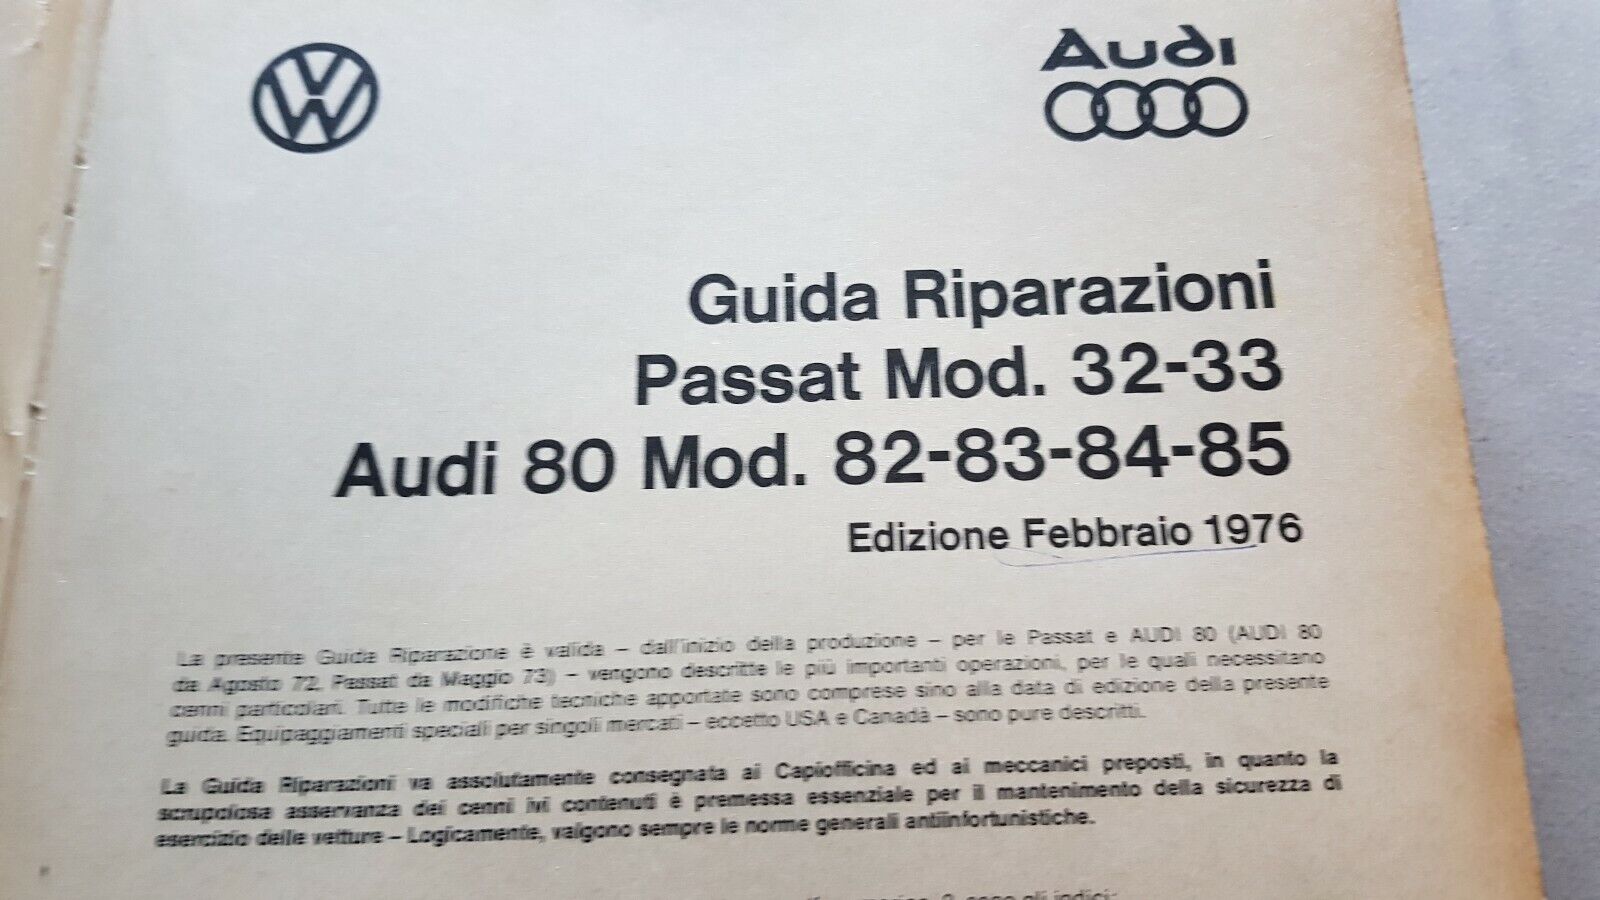 VW
Audi
Guida Riparazioni
Passat Mod. 32-33
Audi 80 Mod. 82-83-84-85
Edizione Febbraio 1976
La presente Guida Riparazione è valida – dall'inizio della produzione – per le Passat e AUDI 80 (AUDI 80
da Agosto 72, Passat da Maggio 73) – vengono descritte le più importanti operazioni, per le quali necessitano
cenni particolari. Tutte le modifiche tecniche apportate sono comprese sino alla data di edizione della presente
guida. Equipaggiamenti speciali per singoli mercati – eccetto USA e Canadà – sono pure descritti.
La Guida Riparazioni va assolutamente consegnata ai Capiofficina ed ai meccanici preposti, in quanto la
scrupolosa asservanza dei cenni ivi contenuti è premessa essenziale per il mantenimento della sicurezza di
esercizio delle vetture – Logicamente, valgono sempre le norme generali antiinfortunistiche.
sono gli indici: